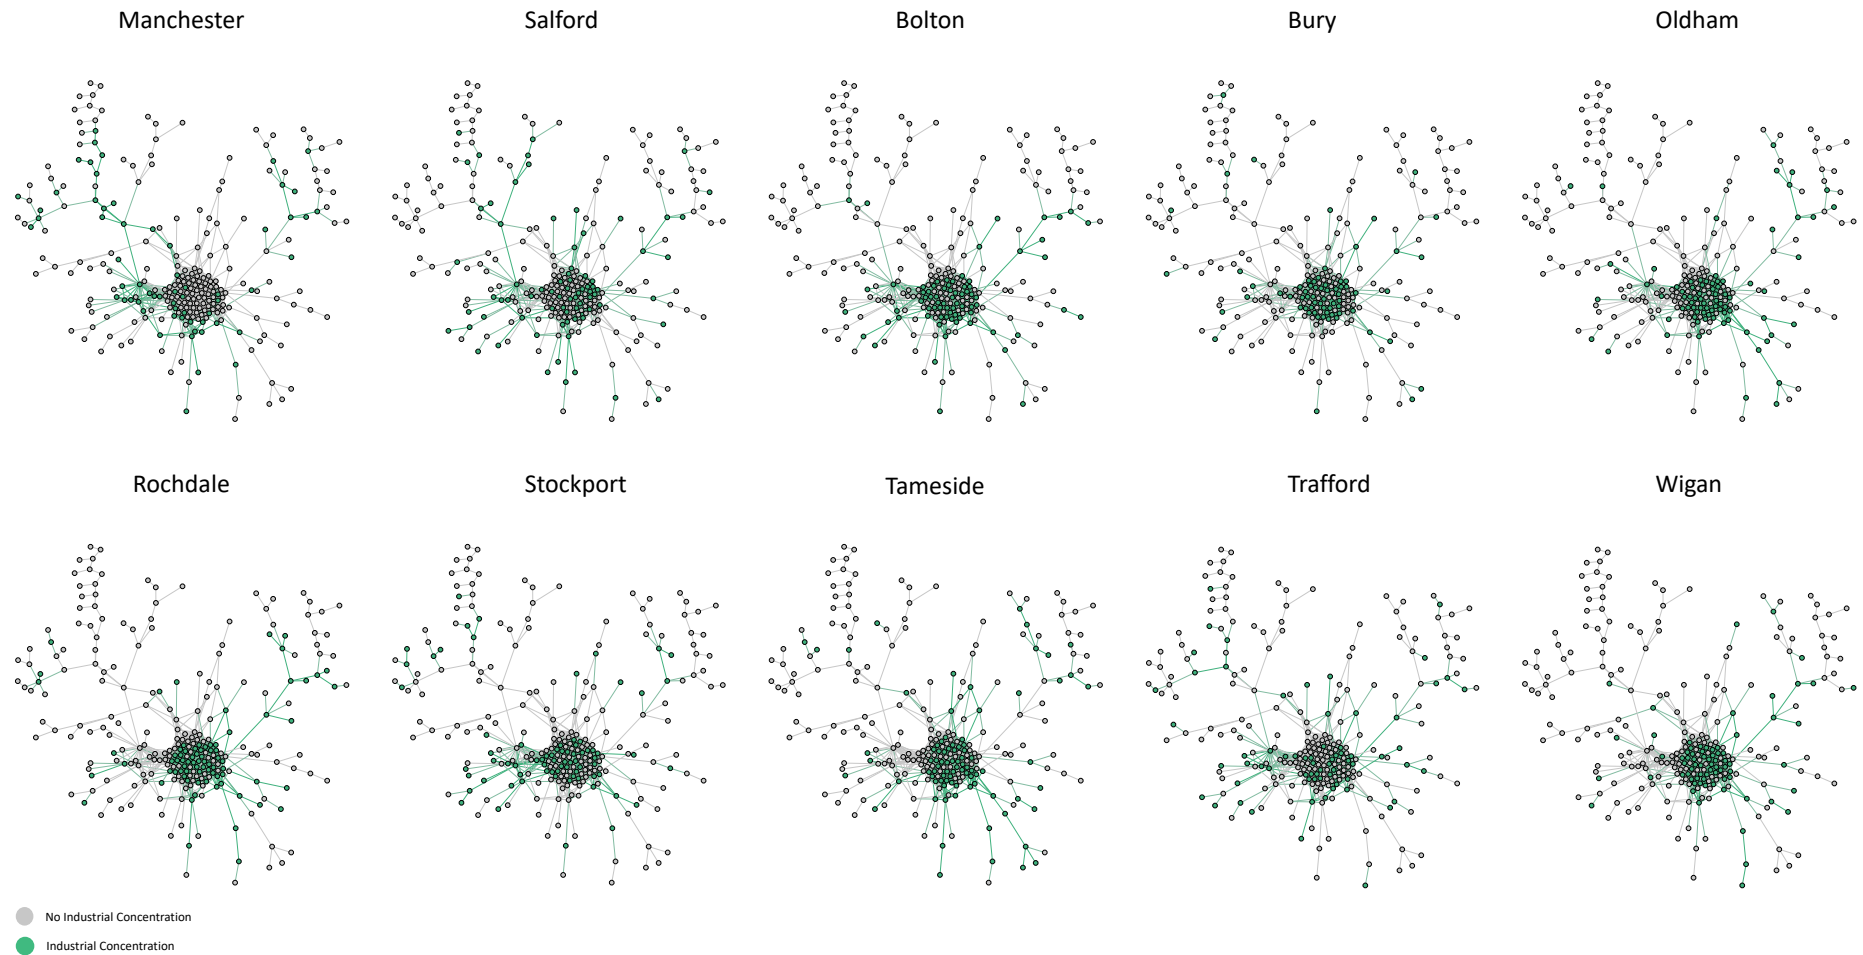 Manchester
Salford
Bolton
Bury
Oldham
Rochdale
Stockport
Tameside
Trafford
Wigan
No Industrial Concentration
Industrial Concentration